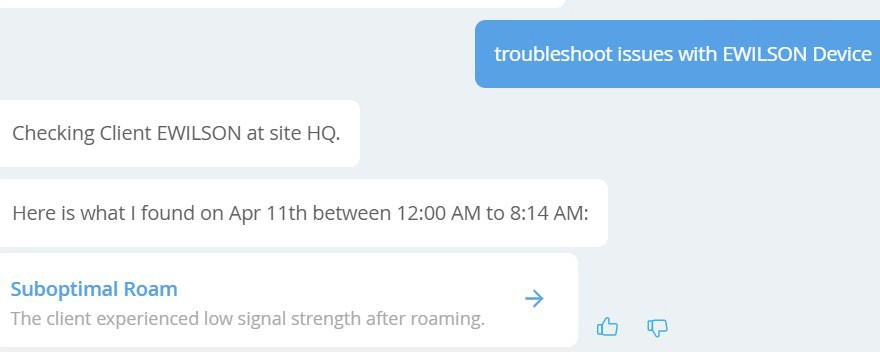 troubleshoot issues with EWILSON Device
Checking Client EWILSON at site HQ.
Here is what I found on Apr 11th between 12:00 AM to 8:14 AM:
Suboptimal Roam
The client experienced low signal strength after roaming.